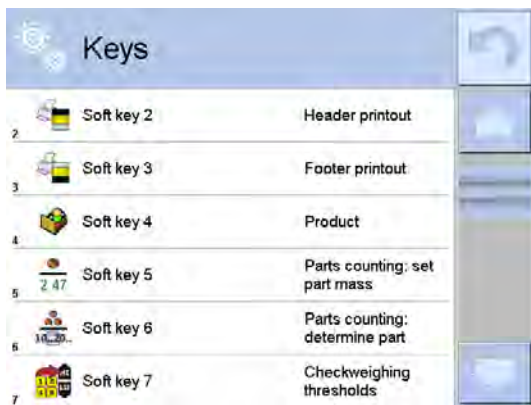 Keys
2 Soft key 2 Header printout
3 Soft key 3 Footer printout
4 Soft key 4 Product
5 2 47 Soft key 5 Parts counting: set
part mass
6 10...20... Soft key 6 Parts counting:
determine part
7 Soft key 7 Checkweighing
thresholds